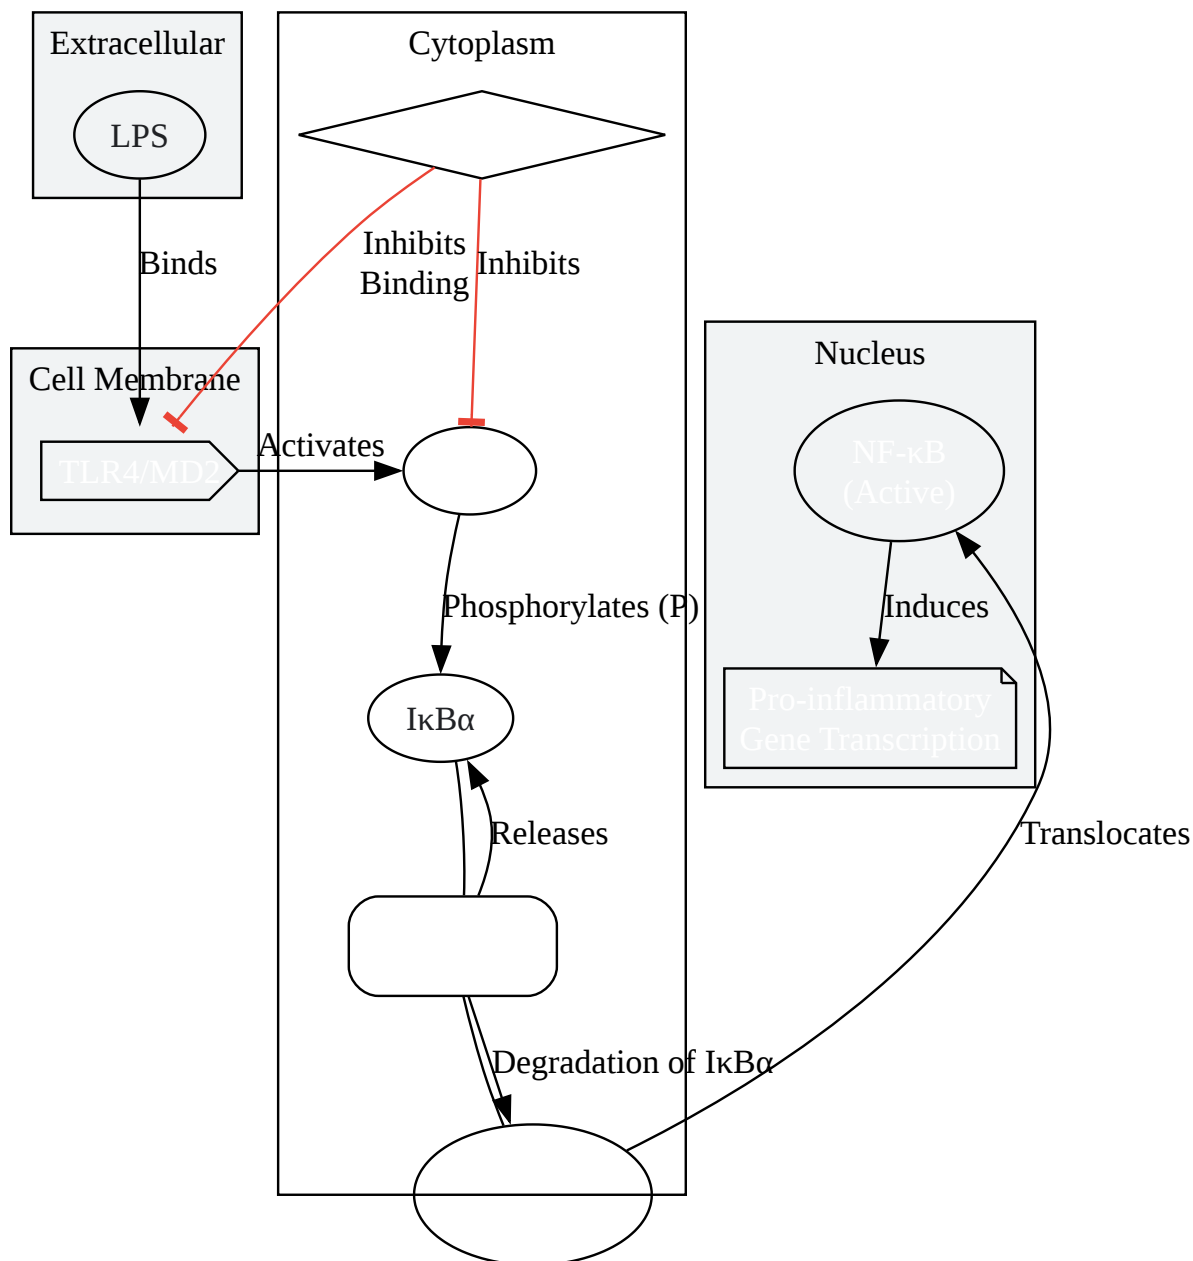 Extracellular
Cytoplasm
LPS
Inhibits
Binding
Inhibits
Binds
Nucleus
Cell Membrane
Activates
TLR4/MD2
NF-κB
(Active)
Phosphorylates (P)
Induces
IκBα
Pro-inflammatory
Gene Transcription
Releases
Translocates
Degradation of IκBα